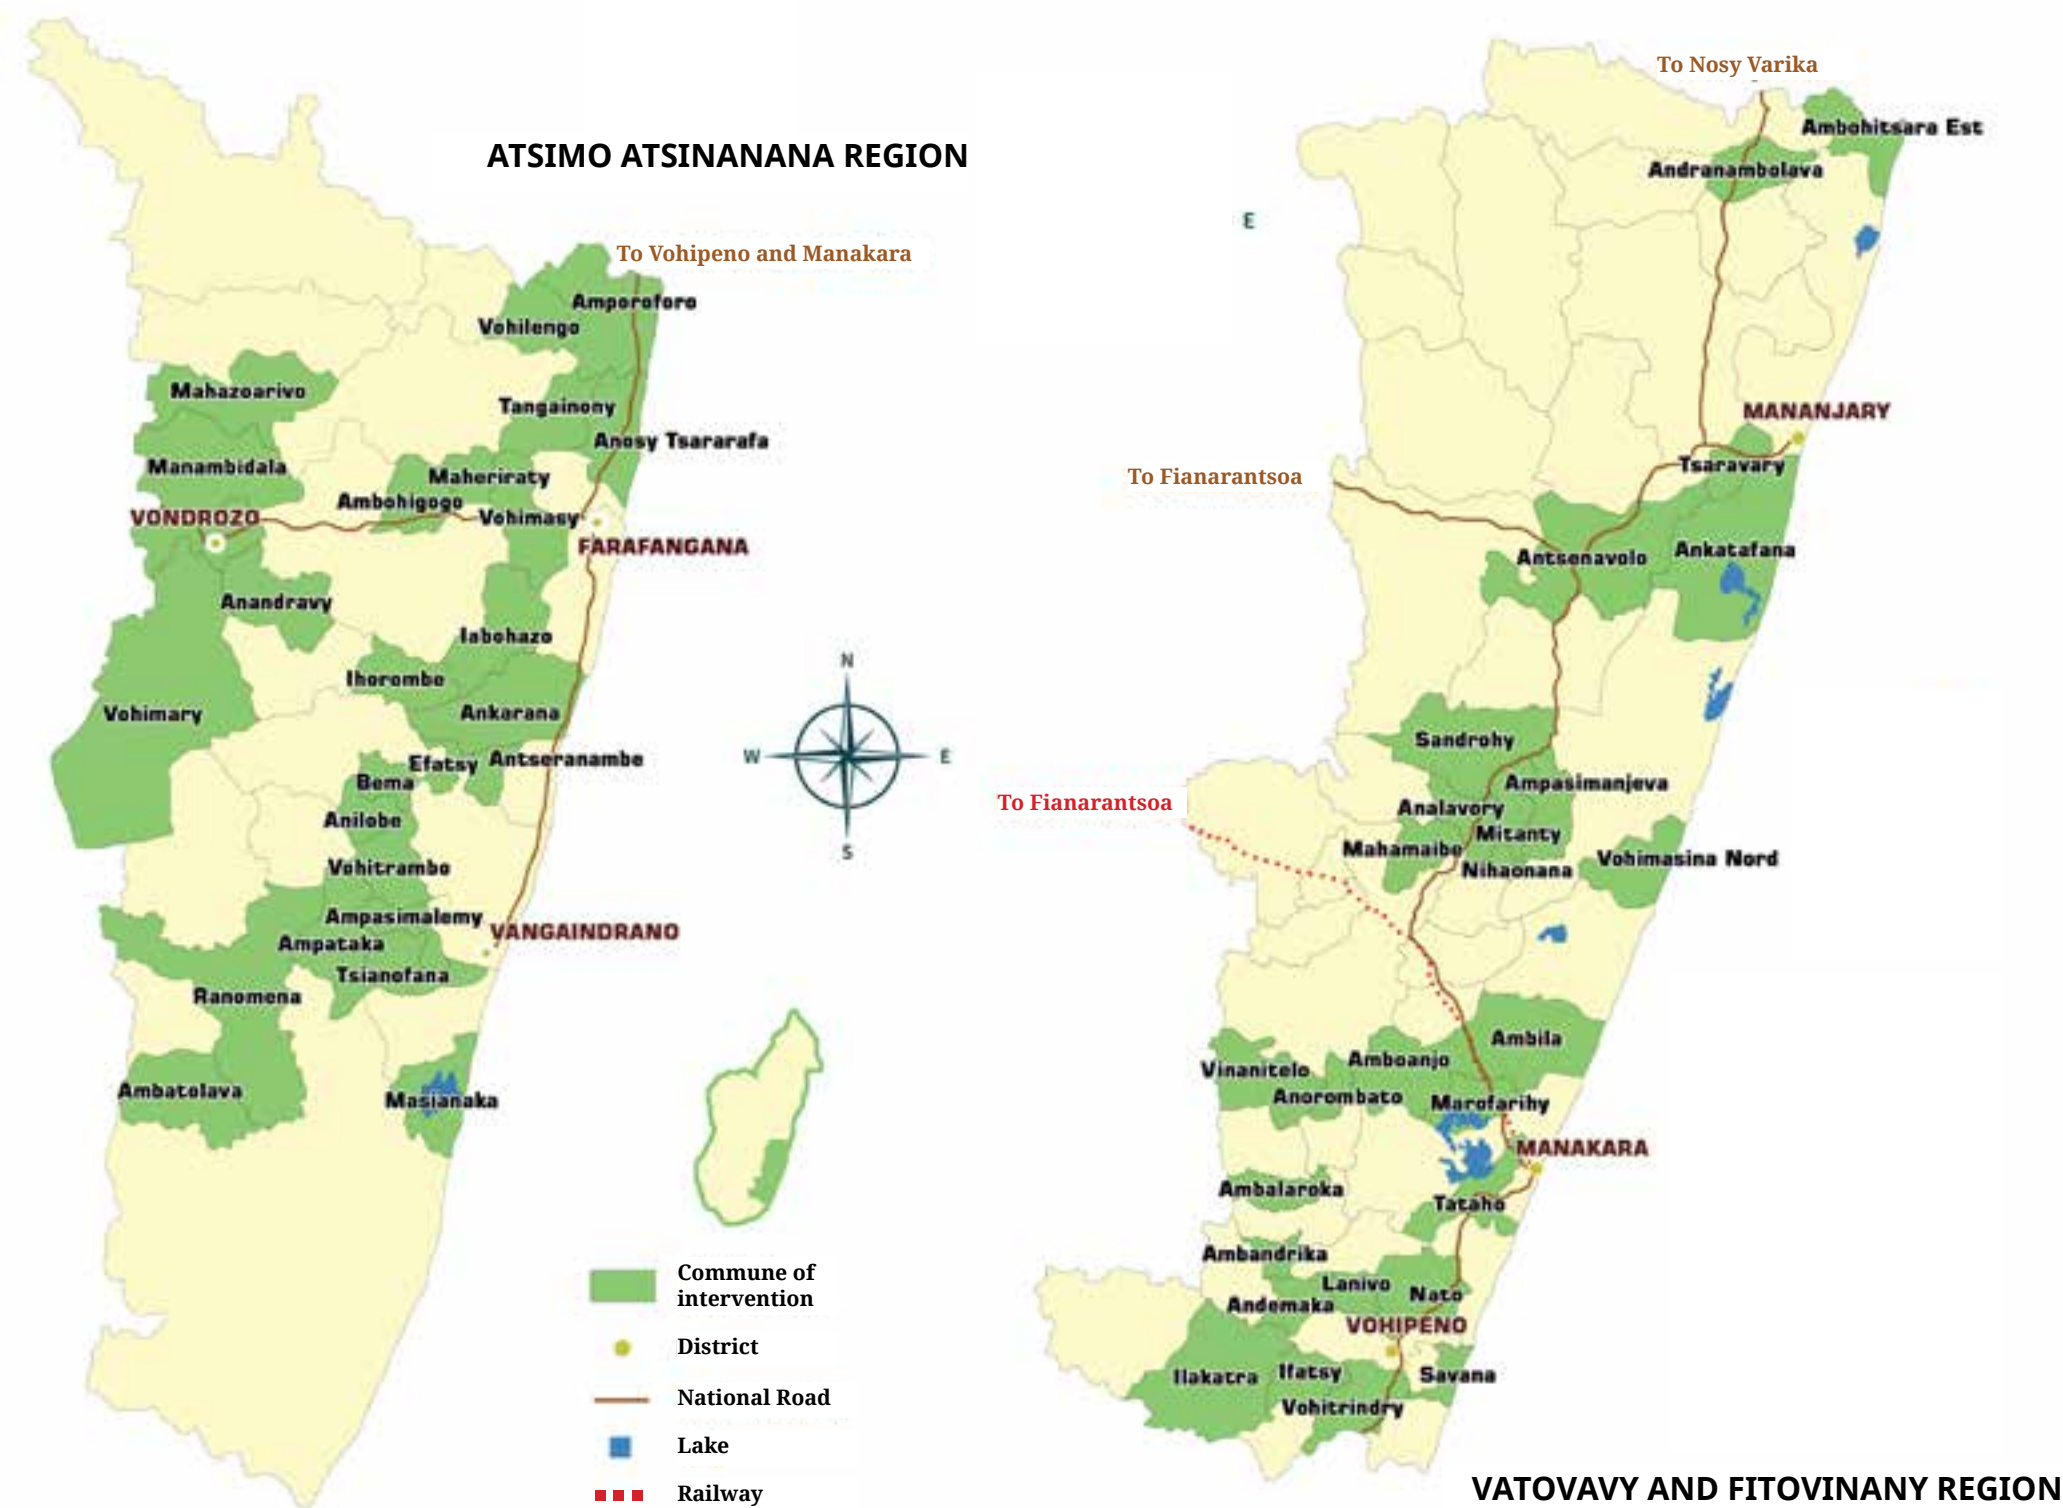 ATSIMO ATSINANANA REGION
To Vohipeno and Manakara
Amporoforo
Vohilengo
Mahazoarivo
Tangainony
Anosy Tsararafa
Manambidala
Maheriraty
Ambohigogo
VONDROZO
Vohimasy
FARAFANGANA
Anandravy
Iabohazo
Ihorombe
Vohimary
Ankarana
Efatsy
Antseranambe
Bema
Anilobe
Vohitrambo
Ampasimalemy
VANGAINDRANO
Ampataka
Tsianofana
Ranomena
Ambatolava
Masianaka
N
W
E
S
Commune of
intervention
District
National Road
Lake
Railway
To Nosy Varika
Ambohitsara Est
Andranambolava
E
MANANJARY
Tsaravary
To Fianarantsoa
Antsenavolo
Ankatafana
Sandrohy
Ampasimanjeva
To Fianarantsoa
Analavory
Mitanty
Mahamaibe
Nihaonana
Vohimasina Nord
Ambila
Amboanjo
Vinanitelo
Anorombato
Marofarihy
MANAKARA
Ambalaroka
Tataho
Ambandrika
Lanivo
Nato
Andemaka
VOHIPENO
Ilakatra
Ifatsy
Savana
Vohitrindry
VATOVAVY AND FITOVINANY REGION